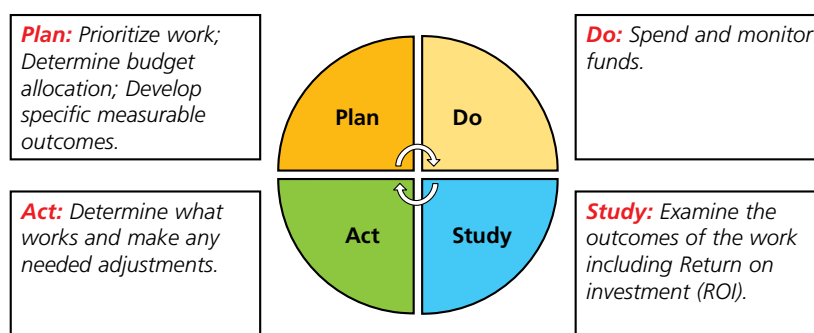 Plan: Prioritize work;
Determine budget
allocation; Develop
specific measurable
outcomes.
Do: Spend and monitor
funds.
Plan
Do
Act
Study
Act: Determine what
works and make any
needed adjustments.
Study: Examine the
outcomes of the work
including Return on
investment (ROI).